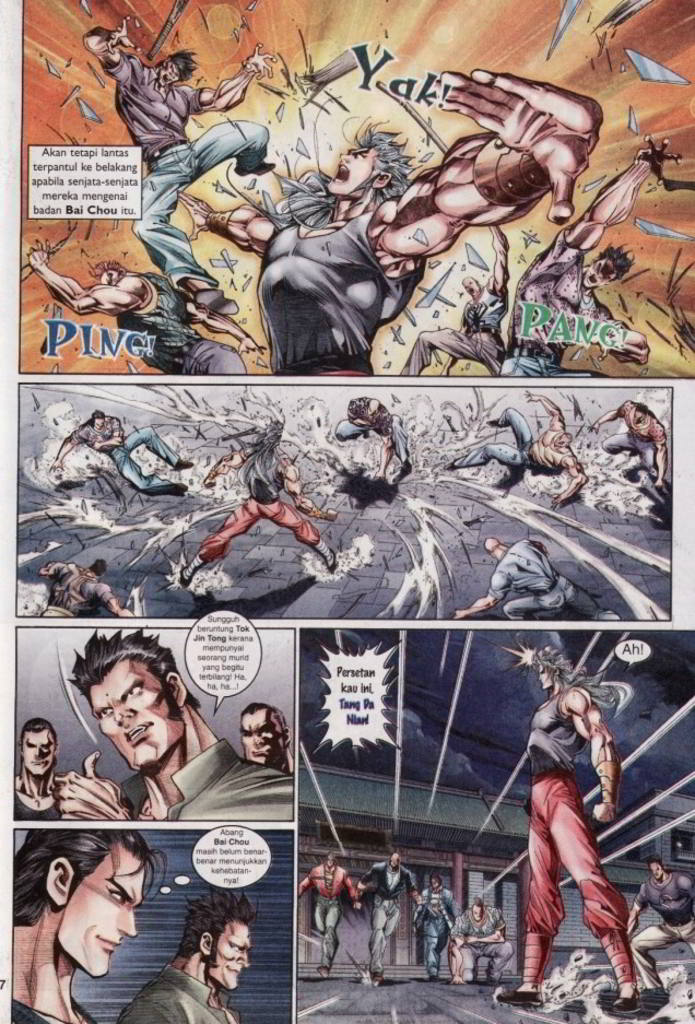 Yak!
Akan tetapi lantas
terpantul ke belakang
apabila senjata-senjata
mereka mengenai
badan Bai Chou itu.
PING!
PANG!
Sungguh
beruntung Tok
Jin Tong kerana
mempunyai
seorang murid
yang begitu
terbilang! Ha,
ha, ha...!
Persetan
kau ini,
Tang Da
Nian!
Ah!
Abang
Bai Chou
masih belum benar-
benar menunjukkan
kehebatan-
nya!
7